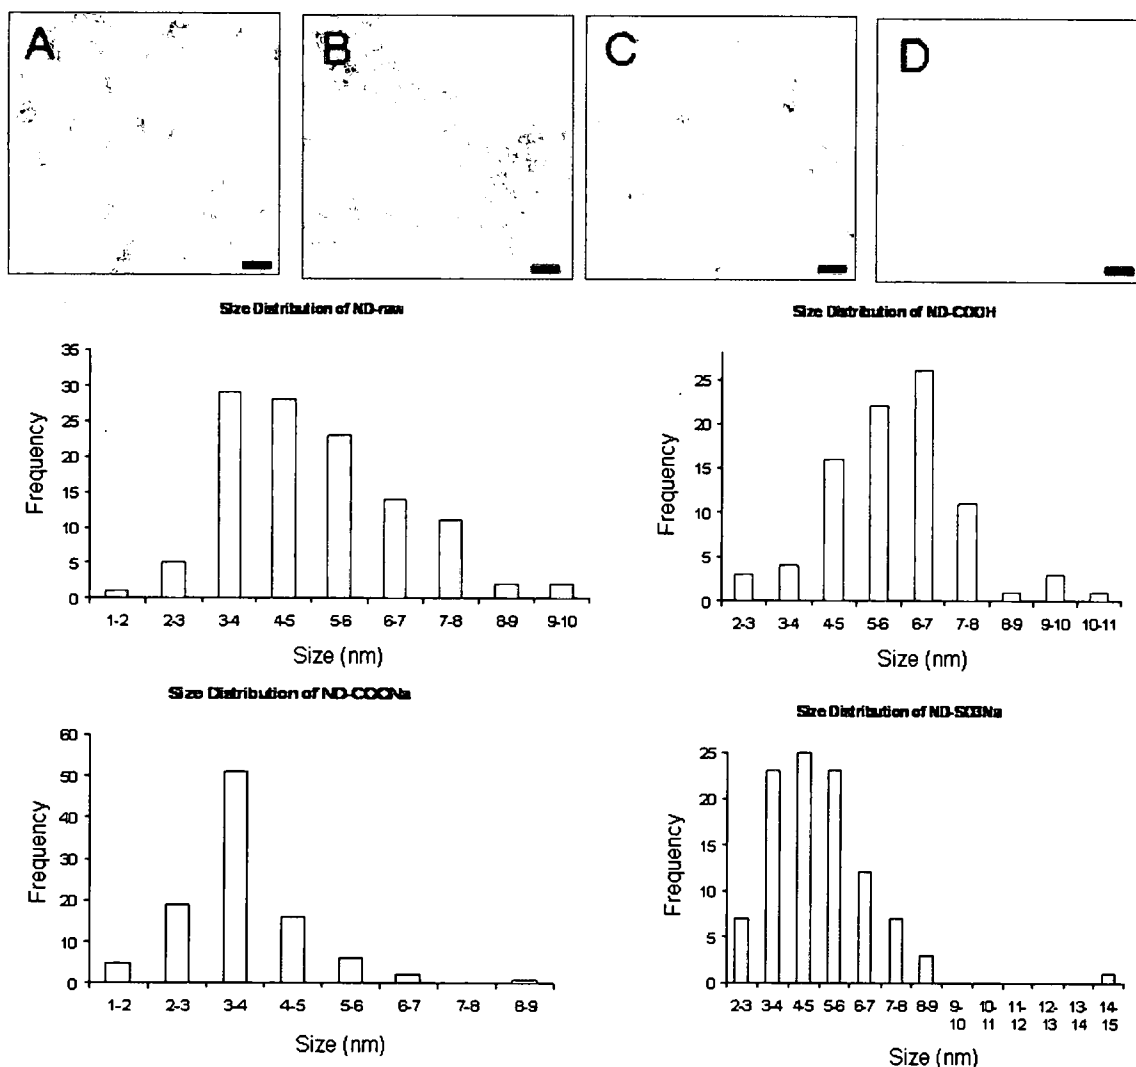 A B C D
Size Distribution of ND-raw
35
30
25
20
15
10
5
0
Frequency
1-2 2-3 3-4 4-5 5-6 6-7 7-8 8-9 9-10
Size (nm)
Size Distribution of ND-COOH
25
20
15
10
5
0
Frequency
2-3 3-4 4-5 5-6 6-7 7-8 8-9 9-10 10-11
Size (nm)
Size Distribution of ND-COONa
60
50
40
30
20
10
0
Frequency
1-2 2-3 3-4 4-5 5-6 6-7 7-8 8-9
Size (nm)
Size Distribution of ND-SO3Na
25
20
15
10
5
0
Frequency
2-3 3-4 4-5 5-6 6-7 7-8 8-9 9- 10- 11- 12- 13- 14-
10 11 12 13 14 15
Size (nm)